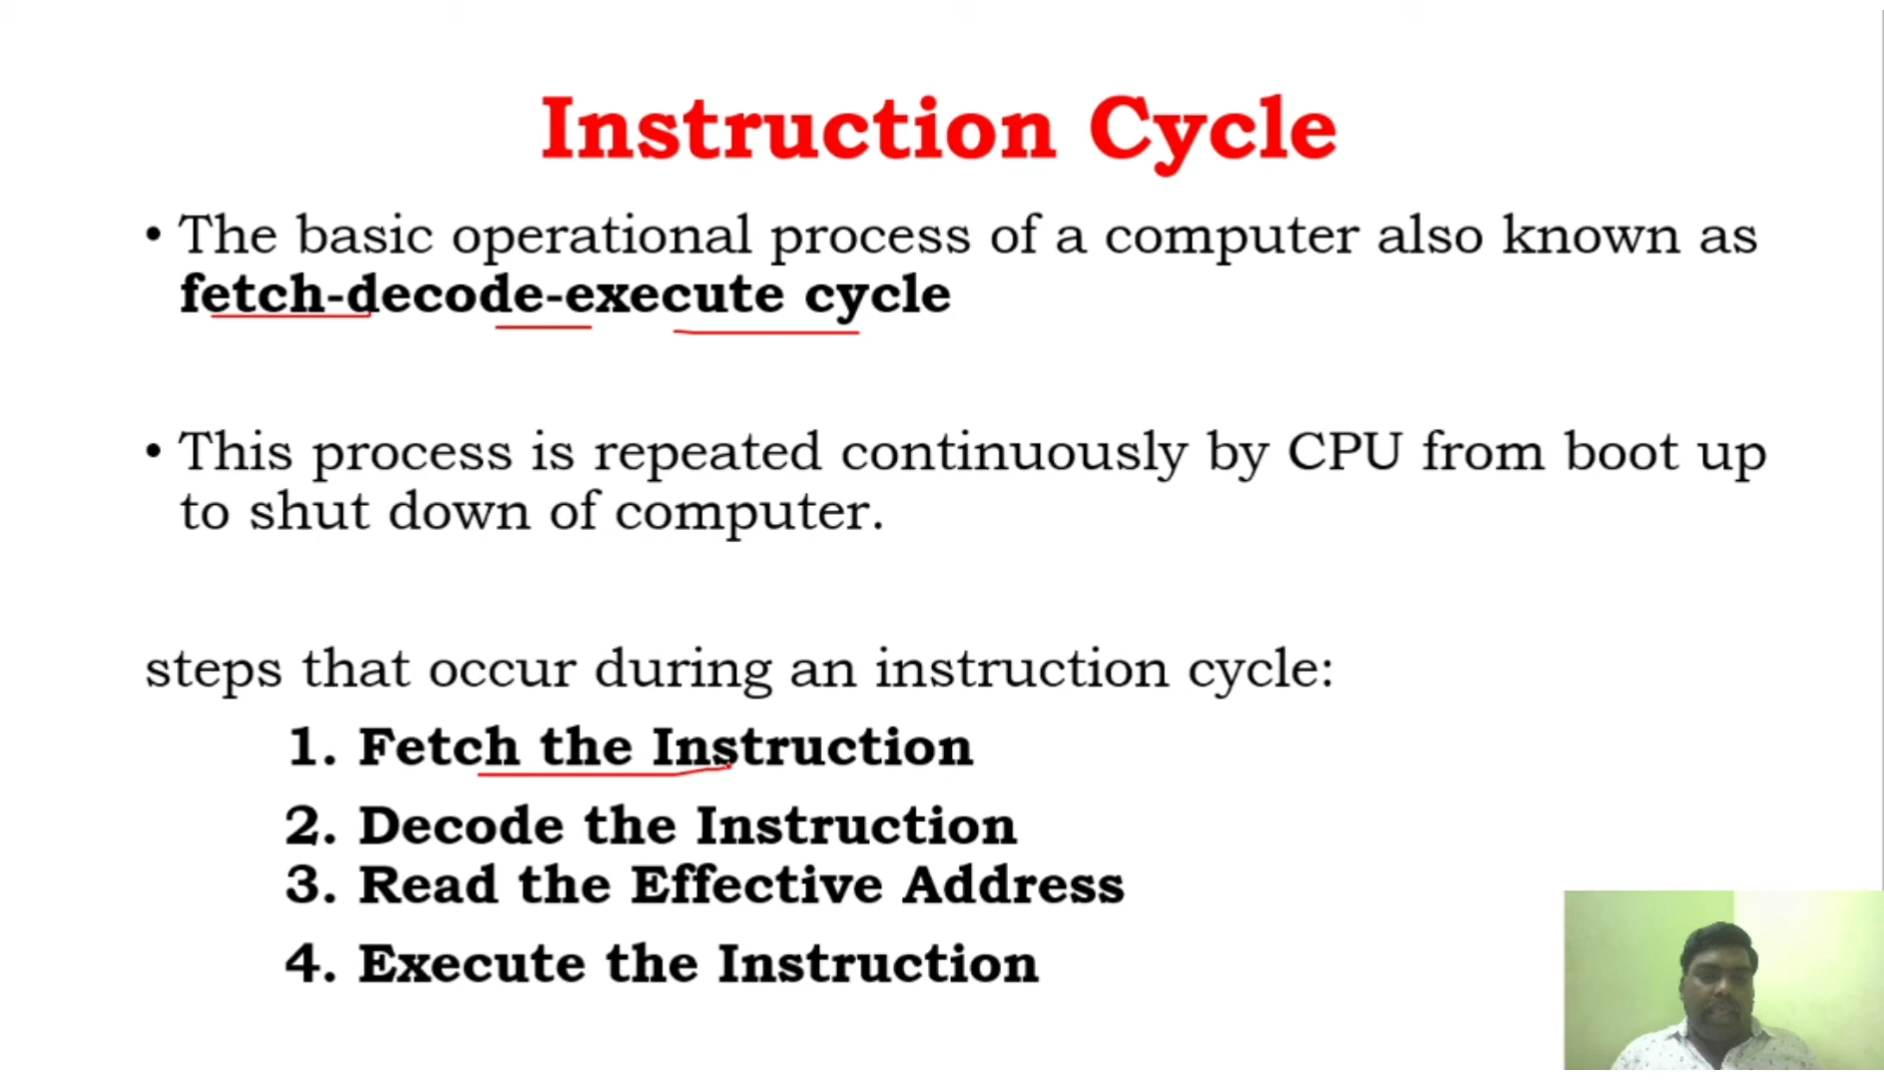 Instruction Cycle
• The basic operational process of a computer also known as
fetch-decode-execute cycle
• This process is repeated continuously by CPU from boot up
to shut down of computer.
steps that occur during an instruction cycle:
1. Fetch the Instruction
2. Decode the Instruction
3. Read the Effective Address
4. Execute the Instruction